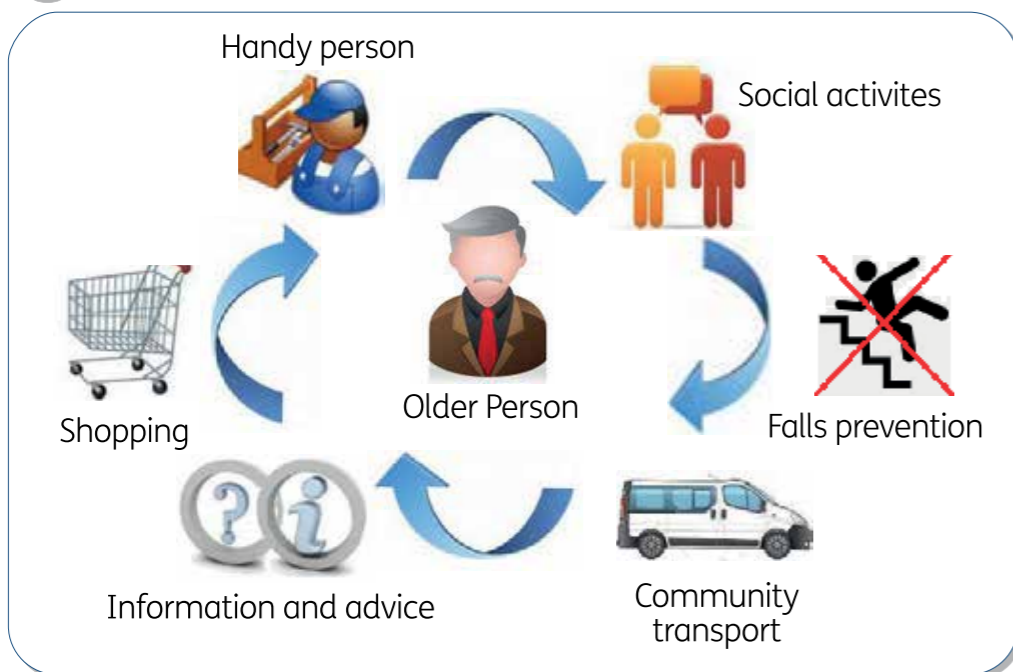 Handy person
Social activites
Older Person
Falls prevention
Shopping
Information and advice
Community
transport